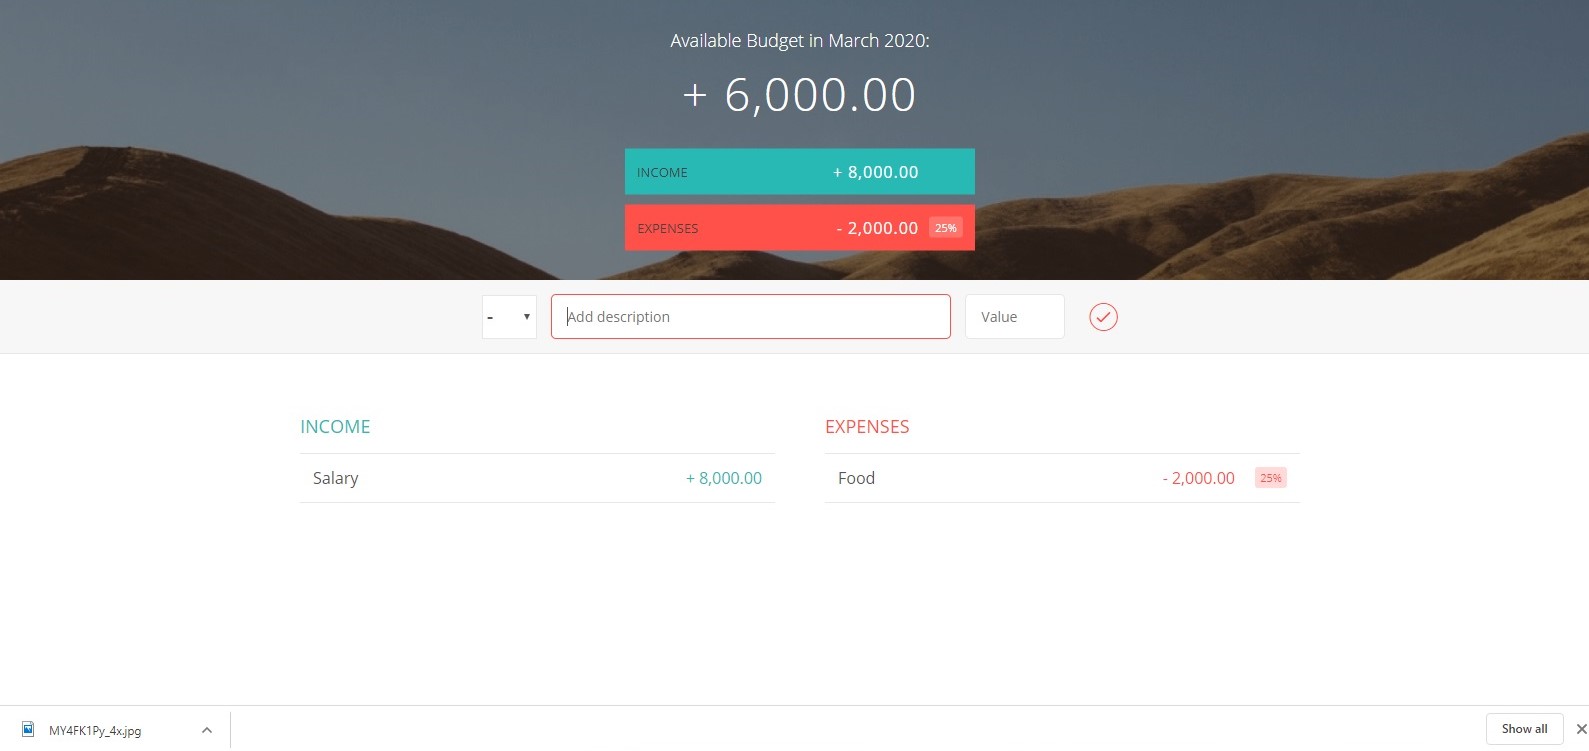 Available Budget in March 2020:
+ 6,000.00
INCOME + 8,000.00
EXPENSES - 2,000.00 25%
- Add description Value
INCOME
Salary + 8,000.00
EXPENSES
Food - 2,000.00 25%
MY4FK1Py_4x.jpg Show all